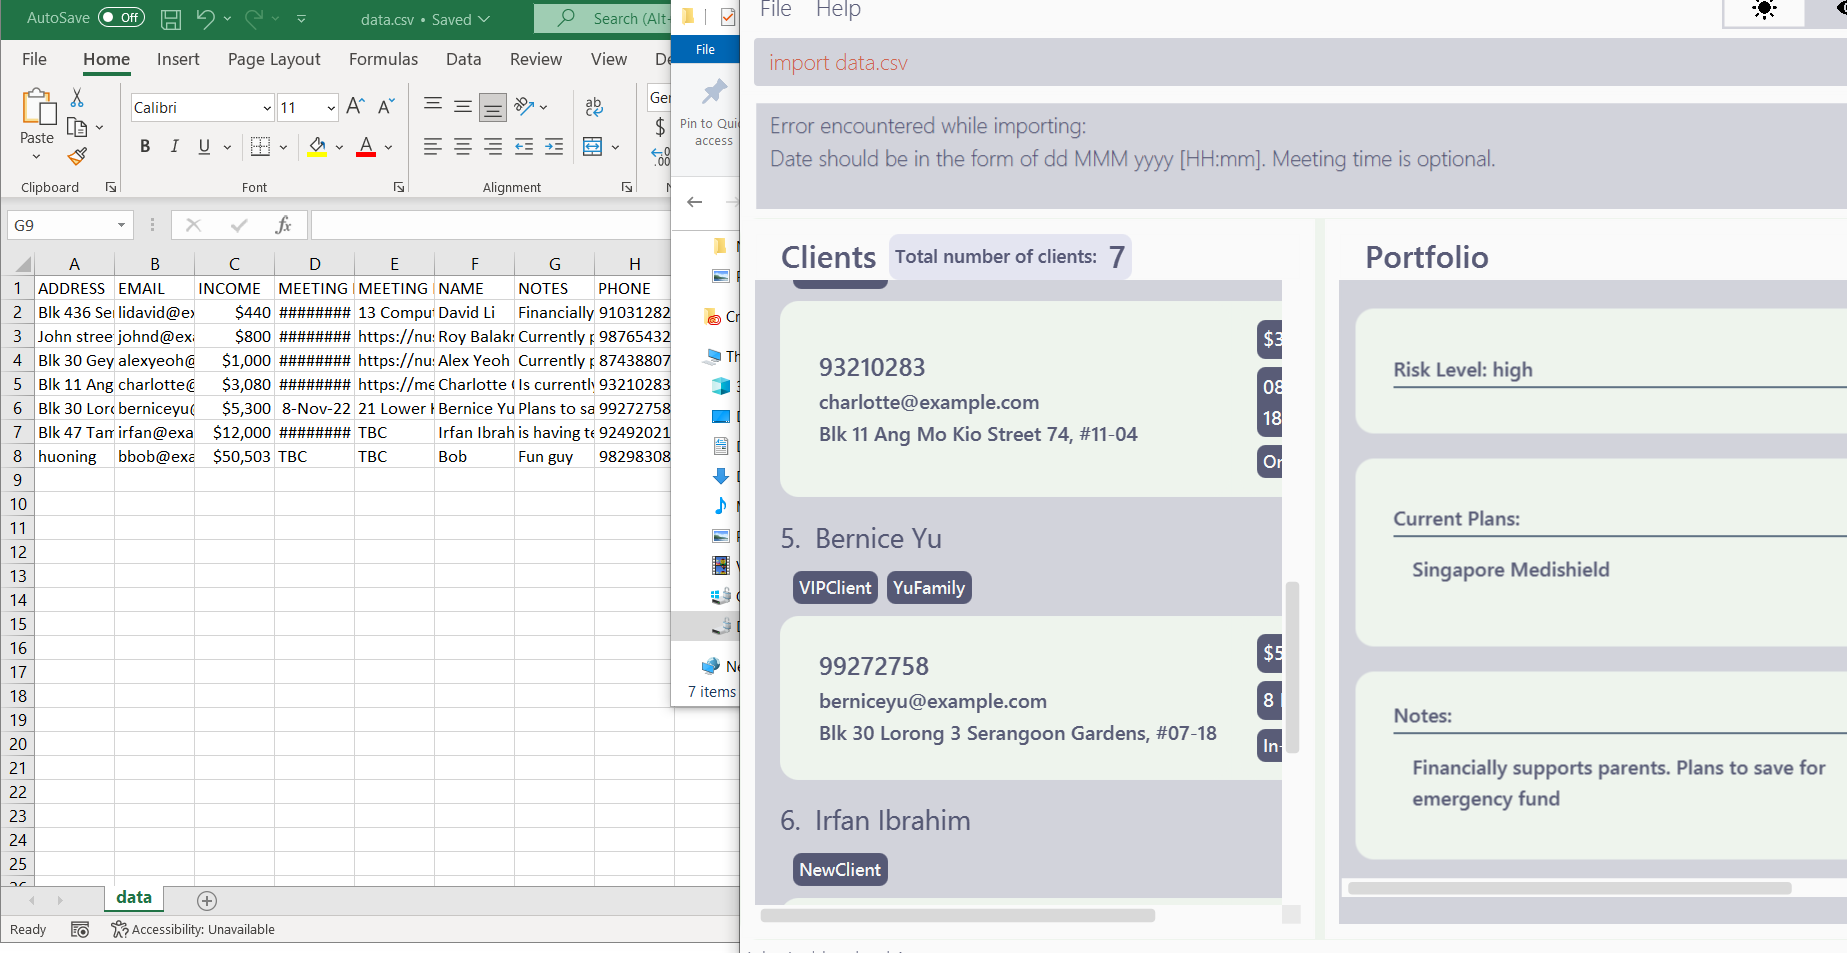 AutoSave Off data.csv • Saved Search (Alt-
File Home Insert Page Layout Formulas Data Review View De
Paste
Calibri 11
B I U
Ger
$
Clipboard Font Alignment
G9 fx
A B C D E F G H
1 ADDRESS EMAIL INCOME MEETING MEETING NAME NOTES PHONE
2 Blk 436 Se lidavid@ex $440 ######## 13 Compu David Li Financially 91031282
3 John stree johnd@exa $800 ######## https://nu Roy Balak Currently p 98765432
4 Blk 30 Gey alexyeoh@ $1,000 ######## https://nu Alex Yeoh Currently p 87438807
5 Blk 11 Ang charlotte@ $3,080 ######## https://me Charlotte Is currently 93210283
6 Blk 30 Lor berniceyu $5,300 8-Nov-22 21 Lower Bernice Yu Plans to sa 99272758
7 Blk 47 Tam irfan@exa $12,000 ######## TBC Irfan Ibrah is having te 92492021
8 huoning bbob@exa $50,503 TBC TBC Bob Fun guy 98298308
9
10
11
12
13
14
15
16
17
18
19
20
21
22
23
24
25
data
Ready Accessibility: Unavailable
File
Pin to Quic
access
7 items
File Help
import data.csv
Error encountered while importing:
Date should be in the form of dd MMM yyyy [HH:mm]. Meeting time is optional.
Clients Total number of clients: 7
93210283
charlotte@example.com
Blk 11 Ang Mo Kio Street 74, #11-04
$3
08
18
On
5. Bernice Yu
VIPClient YuFamily
99272758
berniceyu@example.com
Blk 30 Lorong 3 Serangoon Gardens, #07-18
$5
8
In-
6. Irfan Ibrahim
NewClient
Portfolio
Risk Level: high
Current Plans:
Singapore Medishield
Notes:
Financially supports parents. Plans to save for
emergency fund